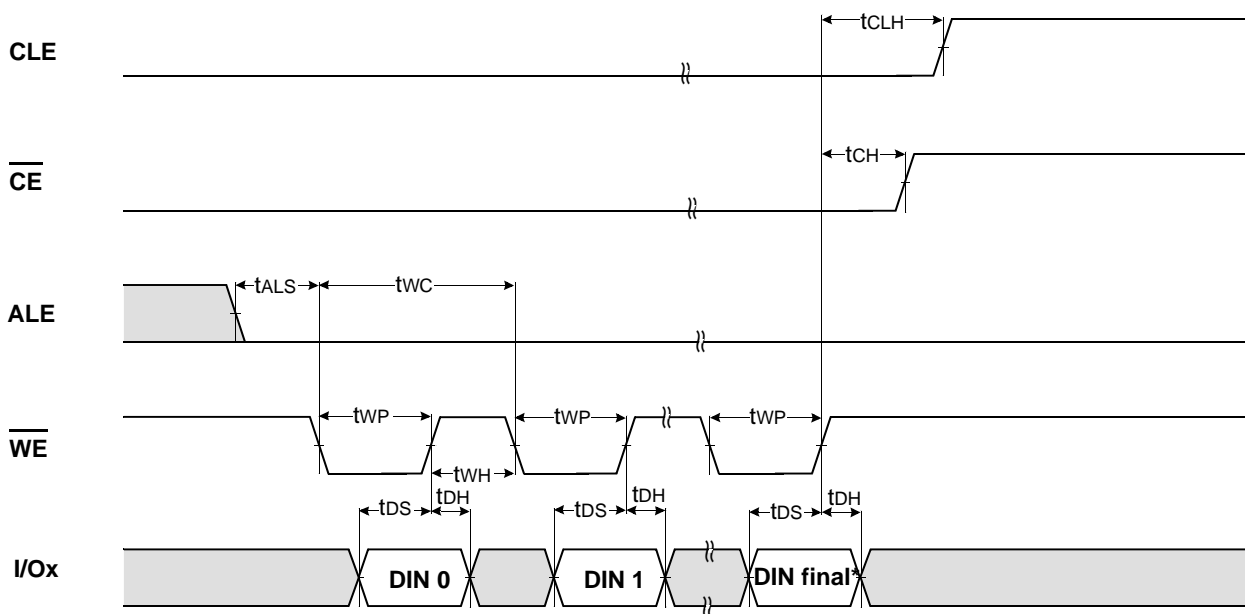 tCLH
CLE
tCH
CE
tALS
tWC
ALE
tWP
tWP
tWP
WE
tWH
tDS
tDH
tDS
tDH
tDS
tDH
I/Ox
DIN 0
DIN 1
DIN final*